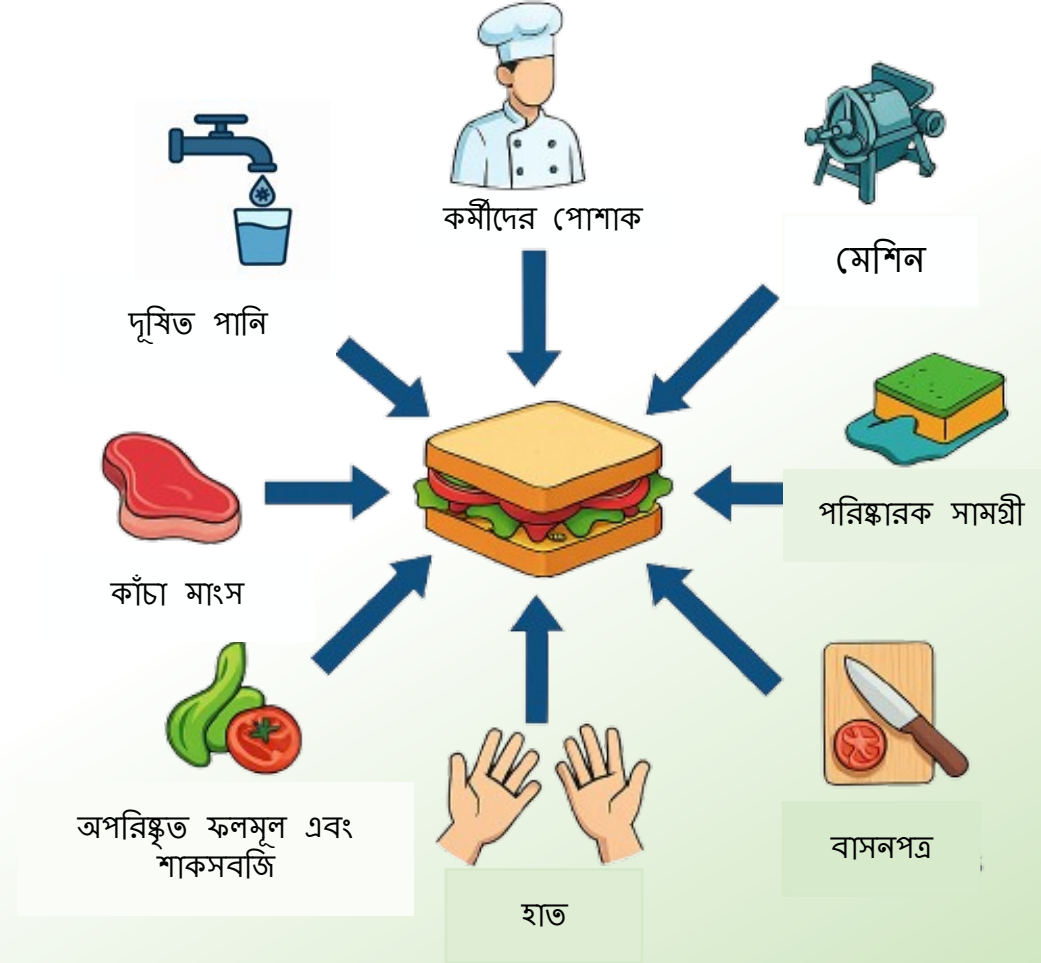 কর্মীদের পোশাক
মেশিন
দূষিত পানি
পরিষ্কারক সামগ্রী
কাঁচা মাংস
অপরিষ্কৃত ফলমূল এবং
শাকসবজি
বাসনপত্র
হাত